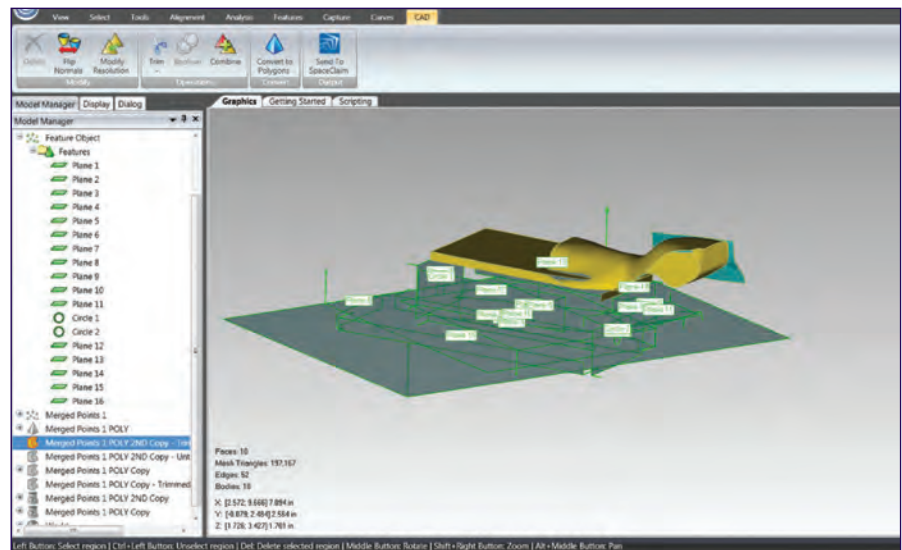 View Select Tools Alignment Analysis Features Capture Curves CAD
Delete Flip Normals Modify Resolution Trim Boolean Combine Convert to Polygons Send To SpaceClaim
Modify Operations Convert Output
Model Manager Display Dialog Graphics Getting Started Scripting
Model Manager
Feature Object
Features
Plane 1
Plane 2
Plane 3
Plane 4
Plane 5
Plane 6
Plane 7
Plane 8
Plane 9
Plane 10
Plane 11
Circle 1
Circle 2
Plane 12
Plane 13
Plane 14
Plane 15
Plane 16
Merged Points 1
Merged Points 1 POLY
Merged Points 1 POLY 2ND Copy - Trim
Merged Points 1 POLY 2ND Copy - Unt
Merged Points 1 POLY Copy
Merged Points 1 POLY Copy - Trimmed
Merged Points 1 POLY 2ND Copy
Merged Points 1 POLY Copy
Faces: 10
Mesh Triangles: 197,167
Edges: 52
Bodies: 10
Left Button: Select region | Ctrl+Left Button: Unselect region | Del: Delete selected region | Middle Button: Rotate | Shift+Right Button: Zoom | Alt+Middle Button: Pan